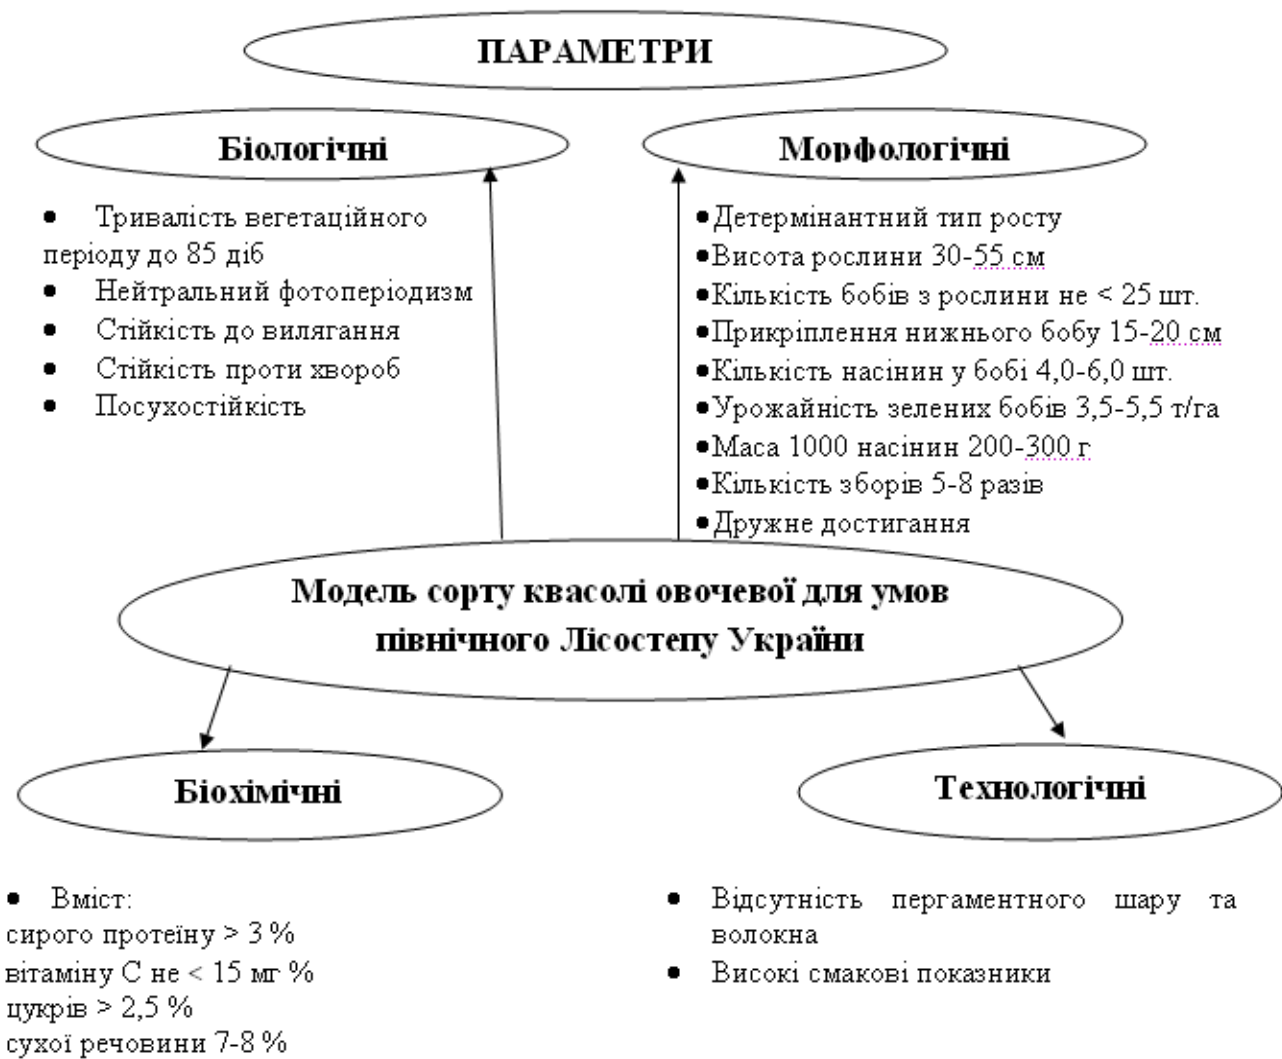 ПАРАМЕТРИ
Біологічні
• Тривалість вегетаційного
періоду до 85 діб
• Нейтральний фотоперіодизм
• Стійкість до вилягання
• Стійкість проти хвороб
• Посухостійкість
Морфологічні
•Детермінантний тип росту
•Висота рослини 30-55 см
•Кількість бобів з рослини не < 25 шт.
•Прикріплення нижнього бобу 15-20 см
•Кількість насінин у бобі 4,0-6,0 шт.
•Урожайність зелених бобів 3,5-5,5 т/га
•Маса 1000 насінин 200-300 г
•Кількість зборів 5-8 разів
•Дружне достигання
Модель сорту квасолі овочевої для умов
північного Лісостепу України
Біохімічні
• Вміст:
сирого протеїну > 3 %
вітаміну С не < 15 мг %
цукрів > 2,5 %
сухої речовини 7-8 %
Технологічні
• Відсутність пергаментного шару та
волокна
• Високі смакові показники